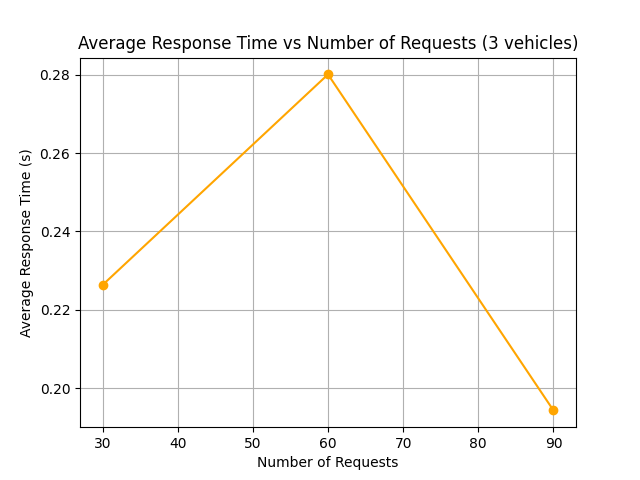 Average Response Time vs Number of Requests (3 vehicles)
Average Response Time (s)
0.28
0.26
0.24
0.22
0.20
30 40 50 60 70 80 90
Number of Requests